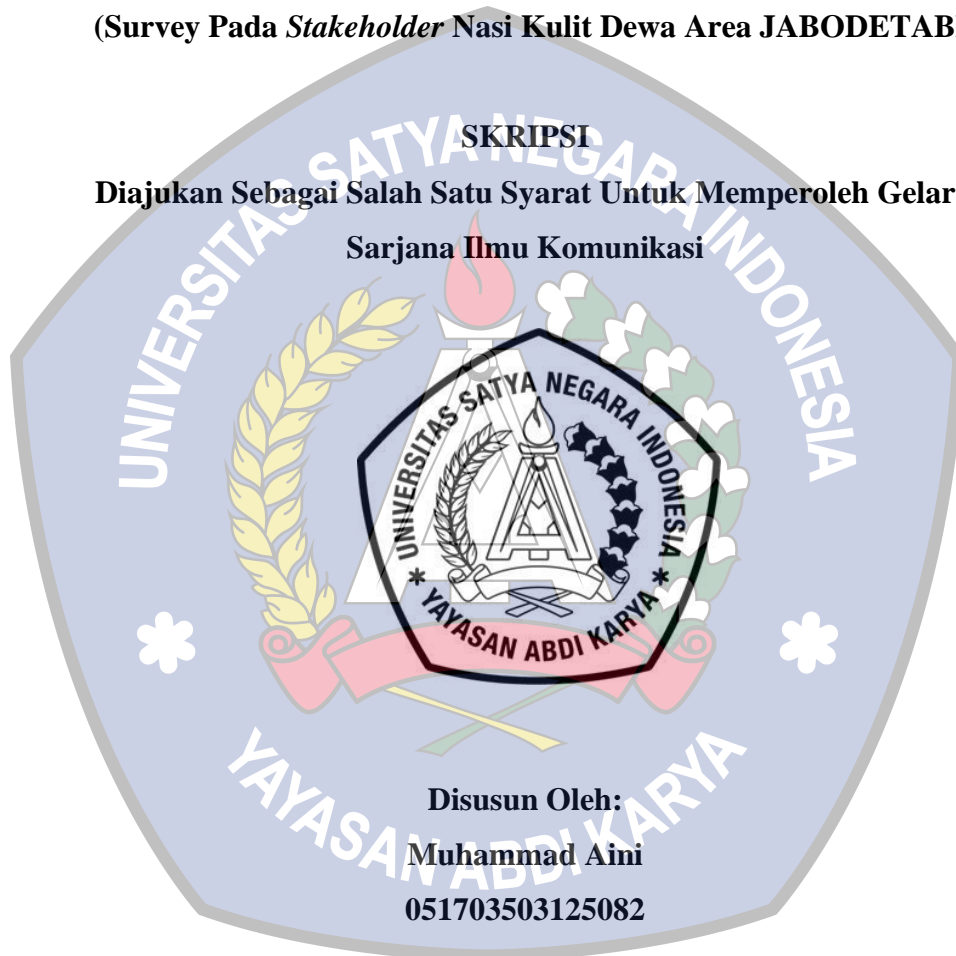 (Survey Pada Stakeholder Nasi Kulit Dewa Area JABODETAB
SKRIPSI
Diajukan Sebagai Salah Satu Syarat Untuk Memperoleh Gelar
Sarjana Ilmu Komunikasi
UNIVERSITAS SATYA NEGARA INDONESIA
YAYASAN ABDI KARYA
UNIVERSITAS SATYA NEGARA INDONESIA
YAYASAN ABDI KARYA
Disusun Oleh:
Muhammad Aini
051703503125082